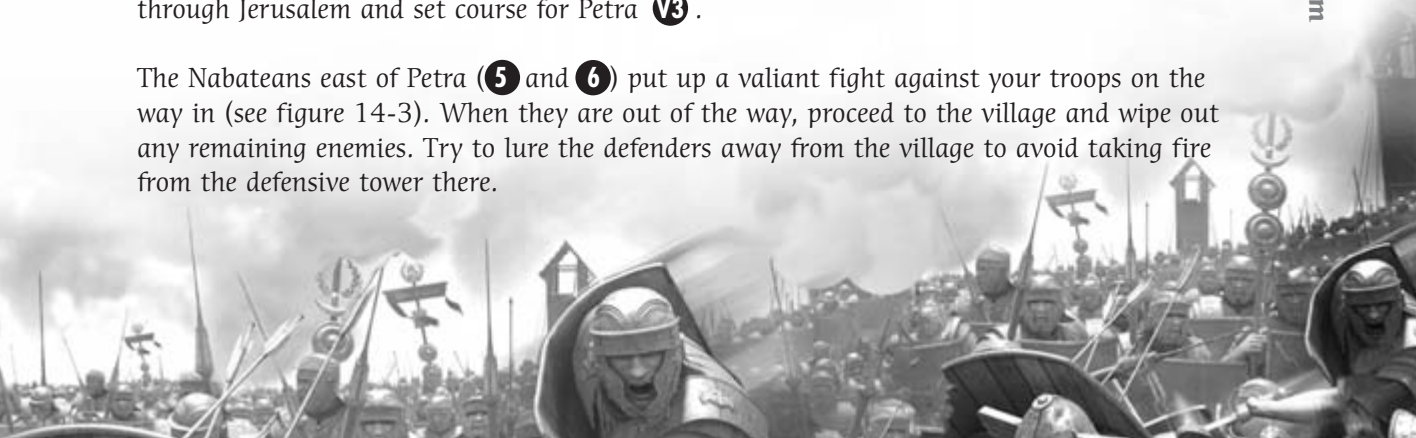 through Jerusalem and set course for Petra V3 .
The Nabateans east of Petra (5 and 6) put up a valiant fight against your troops on the
way in (see figure 14-3). When they are out of the way, proceed to the village and wipe out
any remaining enemies. Try to lure the defenders away from the village to avoid taking fire
from the defensive tower there.
m